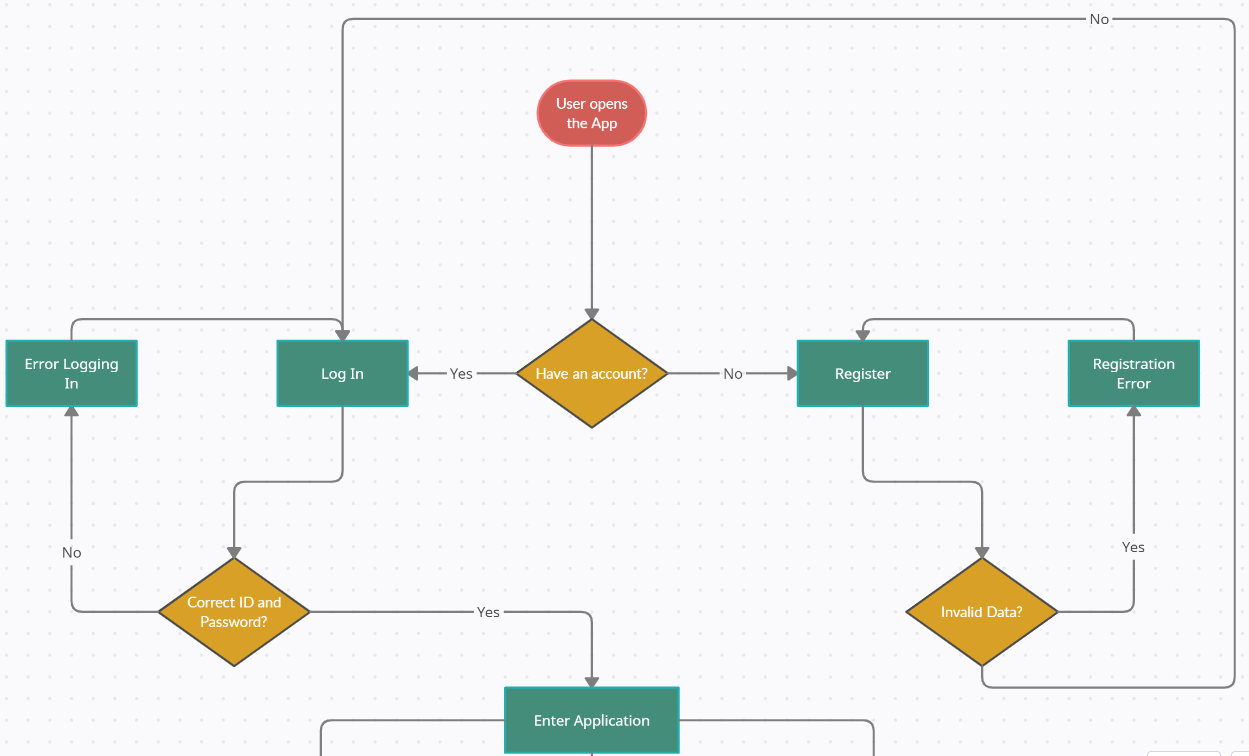 No
User opens
the App
Error Logging
In
Log In
Yes
Have an account?
No
Register
Registration
Error
No
Yes
Correct ID and
Password?
Yes
Invalid Data?
Enter Application